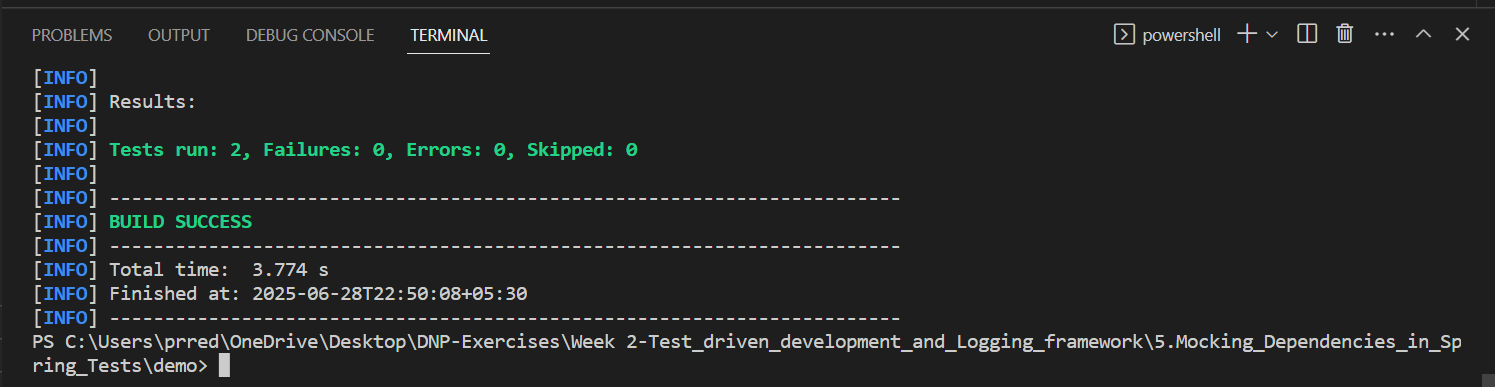 PROBLEMS OUTPUT DEBUG CONSOLE TERMINAL powershell
[INFO]
[INFO] Results:
[INFO]
[INFO] Tests run: 2, Failures: 0, Errors: 0, Skipped: 0
[INFO]
[INFO] ------------------------------------------------------------------------
[INFO] BUILD SUCCESS
[INFO] ------------------------------------------------------------------------
[INFO] Total time:  3.774 s
[INFO] Finished at: 2025-06-28T22:50:08+05:30
[INFO] ------------------------------------------------------------------------
PS C:\Users\prred\OneDrive\Desktop\DNP-Exercises\Week 2-Test_driven_development_and_Logging_framework\5.Mocking_Dependencies_in_Sp
ring_Tests\demo>